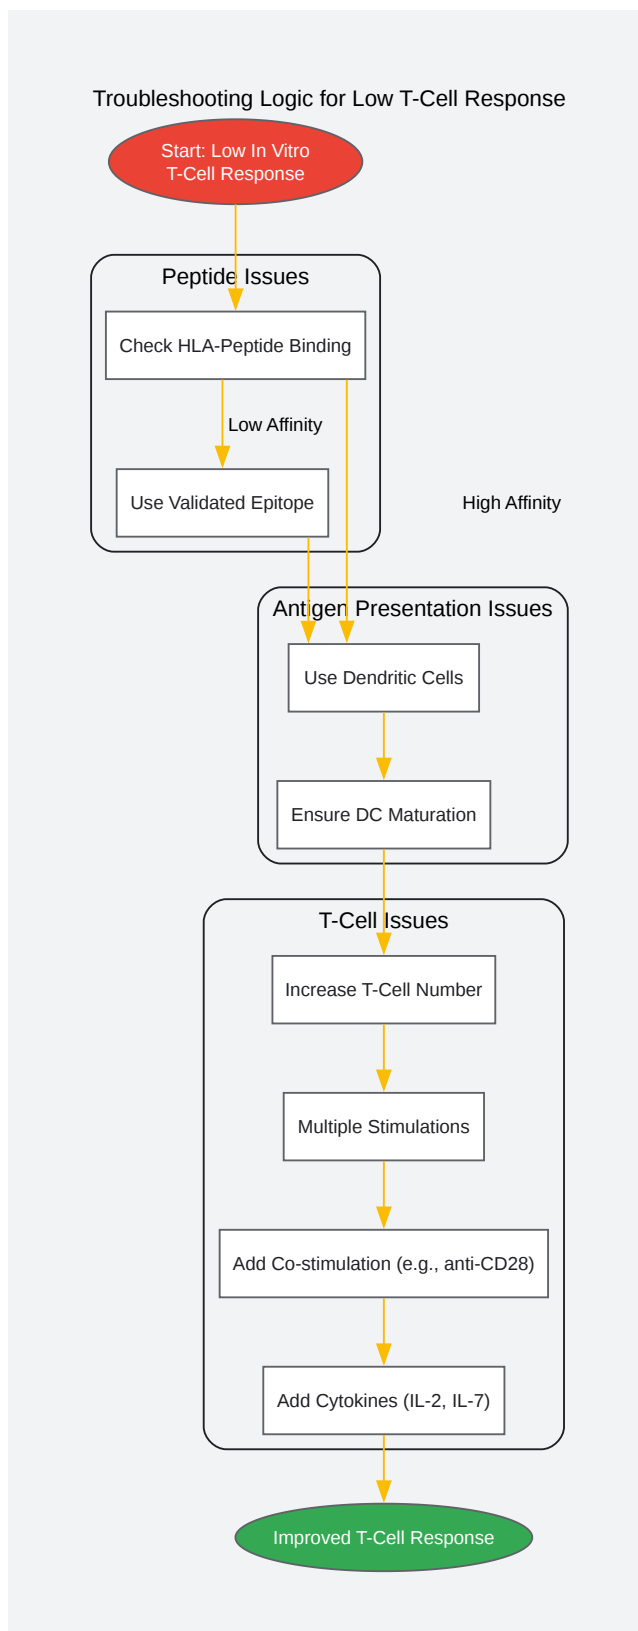 Troubleshooting Logic for Low T-Cell Response
Start: Low In Vitro
T-Cell Response
Peptide Issues
Check HLA-Peptide Binding
Low Affinity
Use Validated Epitope
High Affinity
Antigen Presentation Issues
Use Dendritic Cells
Ensure DC Maturation
T-Cell Issues
Increase T-Cell Number
Multiple Stimulations
Add Co-stimulation (e.g., anti-CD28)
Add Cytokines (IL-2, IL-7)
Improved T-Cell Response